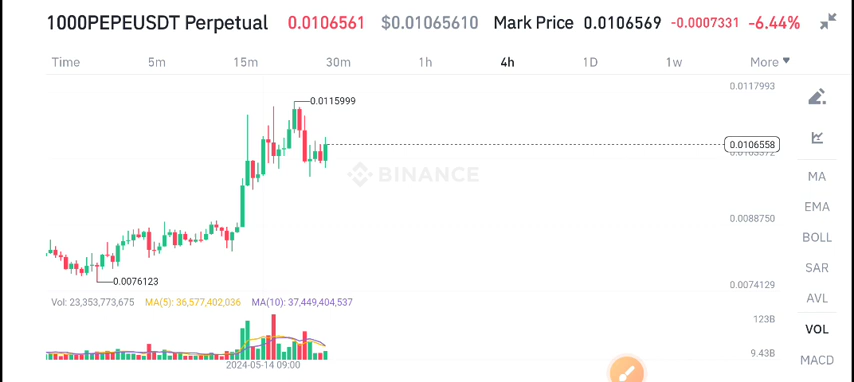 1000PEPEUSDT Perpetual 0.0106561 $0.01065610 Mark Price 0.0106569 -0.0007331 -6.44%
Time 5m 15m 30m 1h 4h 1D 1w More
0.0117993
0.0115999
0.0106558
BINANCE
MA
EMA
0.0088750
BOLL
SAR
0.0076123
0.0074129
AVL
Vol: 23,353,773,675 MA(5): 36,577,402,036 MA(10): 37,449,404,537
123B
VOL
9.43B
MACD
2024-05-14 09:00